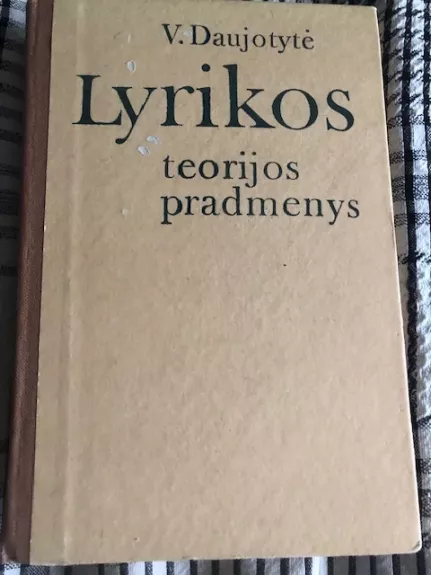 V. Daujotytė
Lyrikos
teorijos
pradmenys